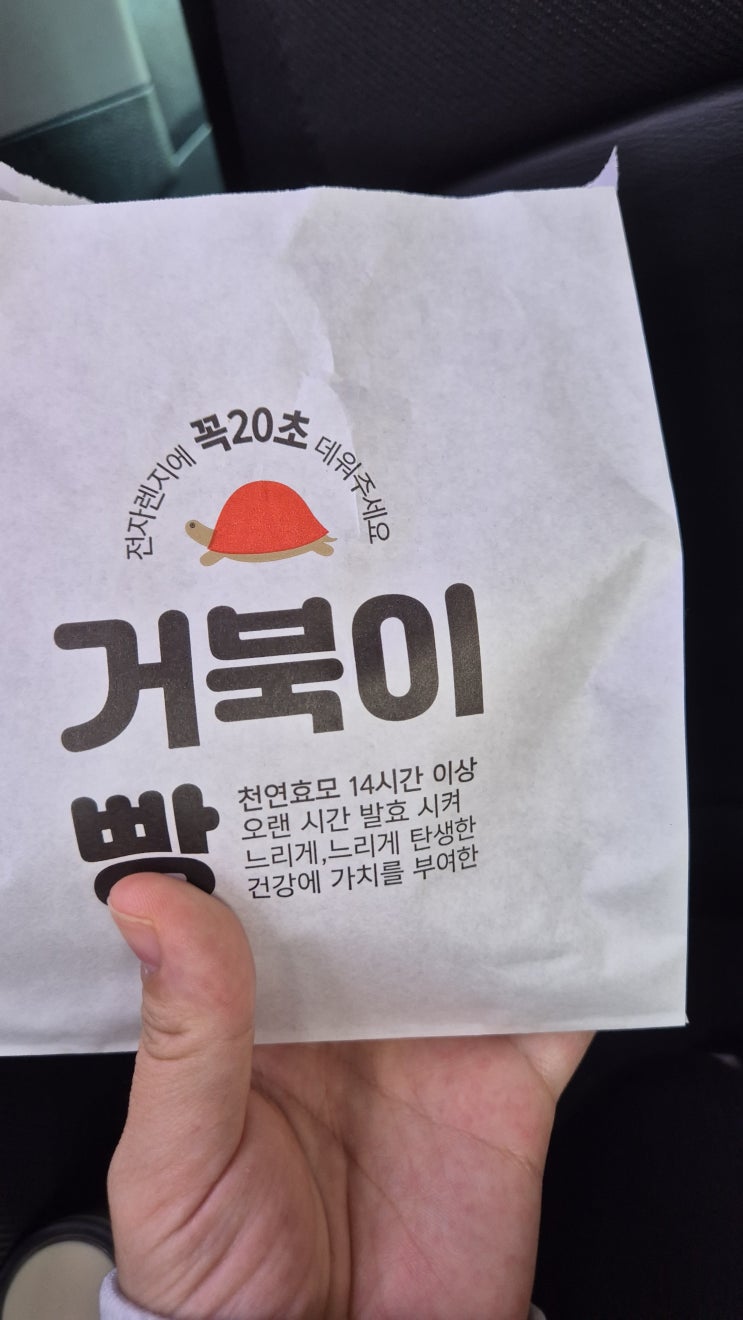 전자렌지에 꼭20초 데워주세요
거북이
빵
천연효모 14시간 이상
오랜 시간 발효 시켜
느리게,느리게 탄생한
건강에 가치를 부여한